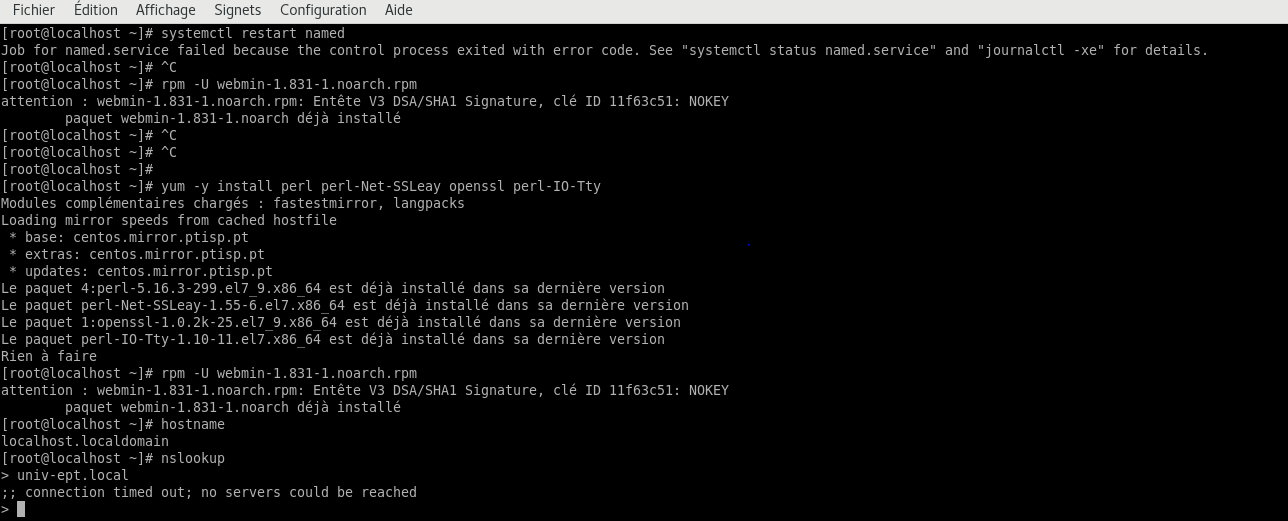 Fichier Édition Affichage Signets Configuration Aide
[root@localhost ~]# systemctl restart named
Job for named.service failed because the control process exited with error code. See "systemctl status named.service" and "journalctl -xe" for details.
[root@localhost ~]# ^C
[root@localhost ~]# rpm -U webmin-1.831-1.noarch.rpm
attention : webmin-1.831-1.noarch.rpm: Entête V3 DSA/SHA1 Signature, clé ID 11f63c51: NOKEY
        paquet webmin-1.831-1.noarch déjà installé
[root@localhost ~]# ^C
[root@localhost ~]# ^C
[root@localhost ~]#
[root@localhost ~]# yum -y install perl perl-Net-SSLeay openssl perl-IO-Tty
Modules complémentaires chargés : fastestmirror, langpacks
Loading mirror speeds from cached hostfile
 * base: centos.mirror.ptisp.pt
 * extras: centos.mirror.ptisp.pt
 * updates: centos.mirror.ptisp.pt
Le paquet 4:perl-5.16.3-299.el7_9.x86_64 est déjà installé dans sa dernière version
Le paquet perl-Net-SSLeay-1.55-6.el7.x86_64 est déjà installé dans sa dernière version
Le paquet 1:openssl-1.0.2k-25.el7_9.x86_64 est déjà installé dans sa dernière version
Le paquet perl-IO-Tty-1.10-11.el7.x86_64 est déjà installé dans sa dernière version
Rien à faire
[root@localhost ~]# rpm -U webmin-1.831-1.noarch.rpm
attention : webmin-1.831-1.noarch.rpm: Entête V3 DSA/SHA1 Signature, clé ID 11f63c51: NOKEY
        paquet webmin-1.831-1.noarch déjà installé
[root@localhost ~]# hostname
localhost.localdomain
[root@localhost ~]# nslookup
> univ-ept.local
;; connection timed out; no servers could be reached
>